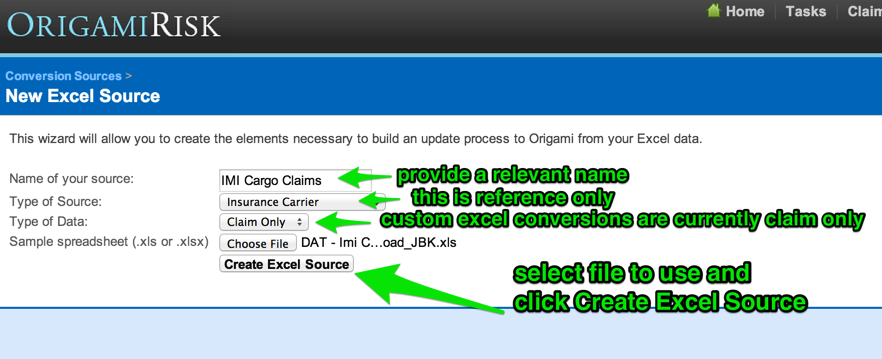 ORIGAMIRISK
Home Tasks Claim
Conversion Sources >
New Excel Source
This wizard will allow you to create the elements necessary to build an update process to Origami from your Excel data.
Name of your source: IMI Cargo Claims provide a relevant name
Type of Source: Insurance Carrier this is reference only
Type of Data: Claim Only custom excel conversions are currently claim only
Sample spreadsheet (.xls or .xlsx) Choose File DAT - Imi C...oad_JBK.xls
Create Excel Source
select file to use and
click Create Excel Source